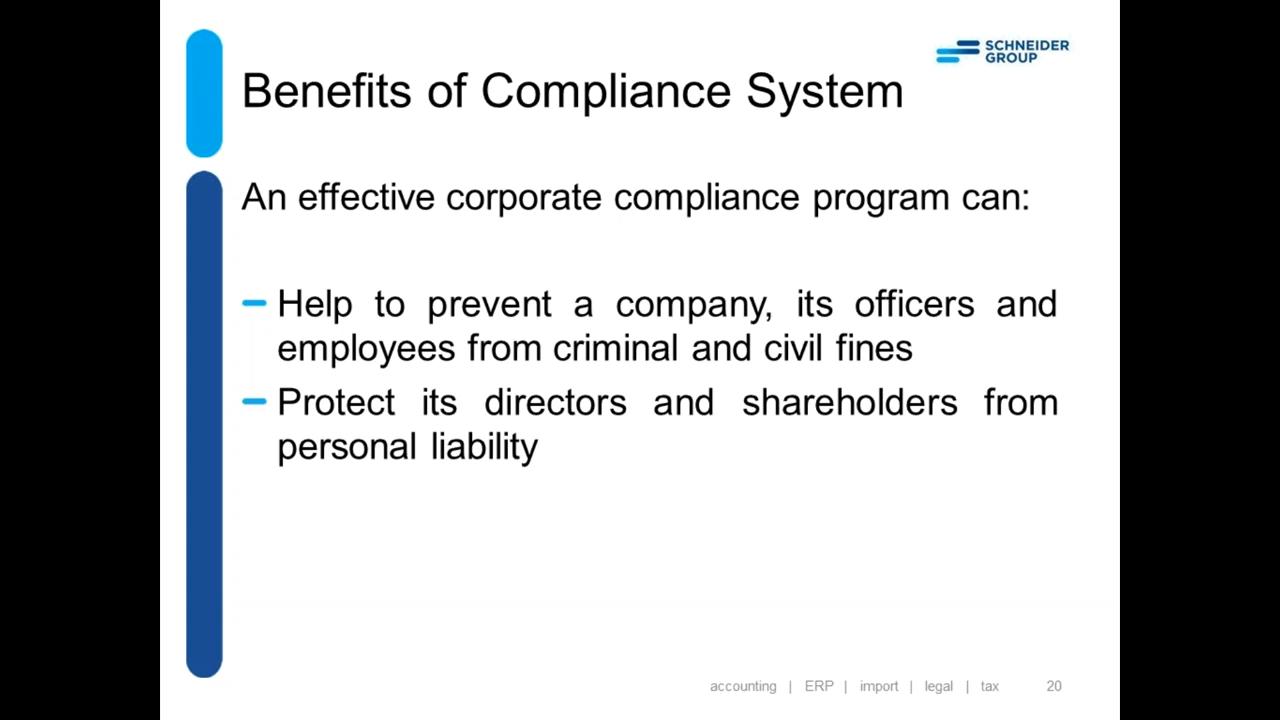 SCHNEIDER
GROUP
Benefits of Compliance System
An effective corporate compliance program can:
Help to prevent a company, its officers and
employees from criminal and civil fines
Protect its directors and shareholders from
personal liability
accounting | ERP | import | legal | tax 20